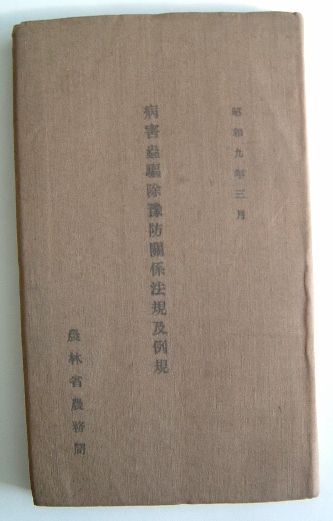 昭和九年三月
病害蟲驅除豫防關係法規及例規
農林省農務局